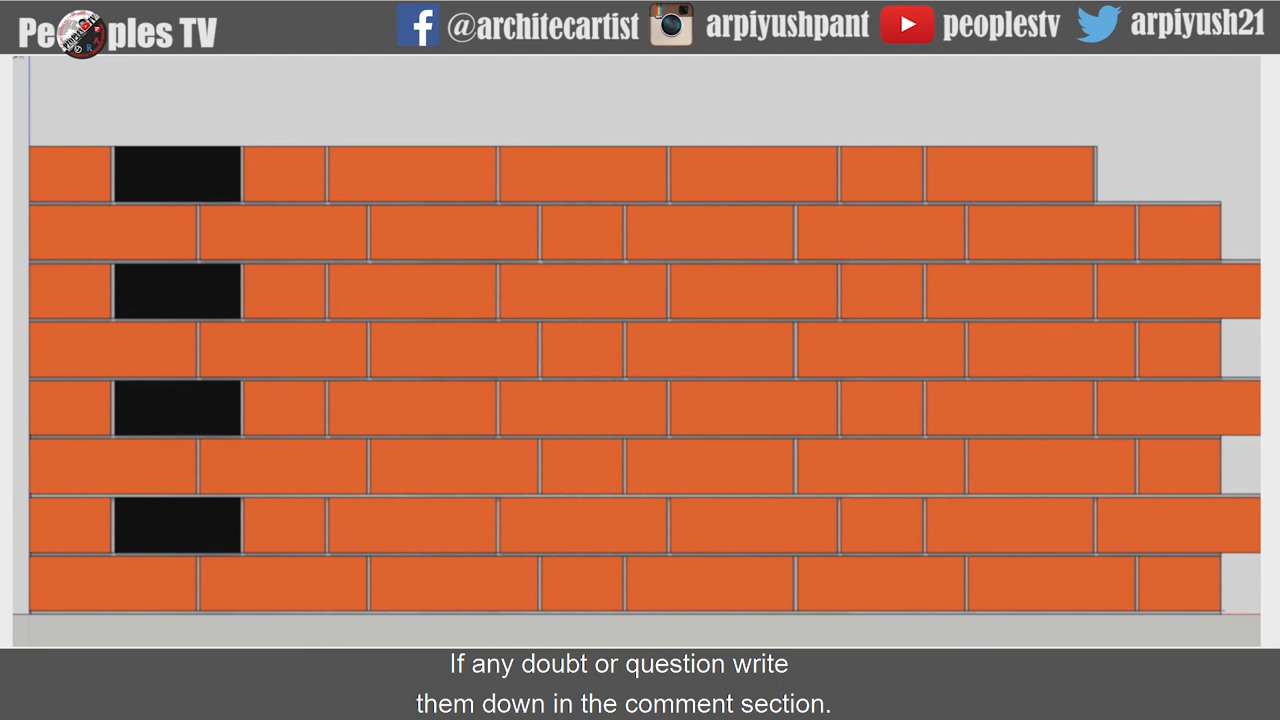 Peoples TV
@architecartist arpiyushpant peoplestv arpiyush21
If any doubt or question write
them down in the comment section.